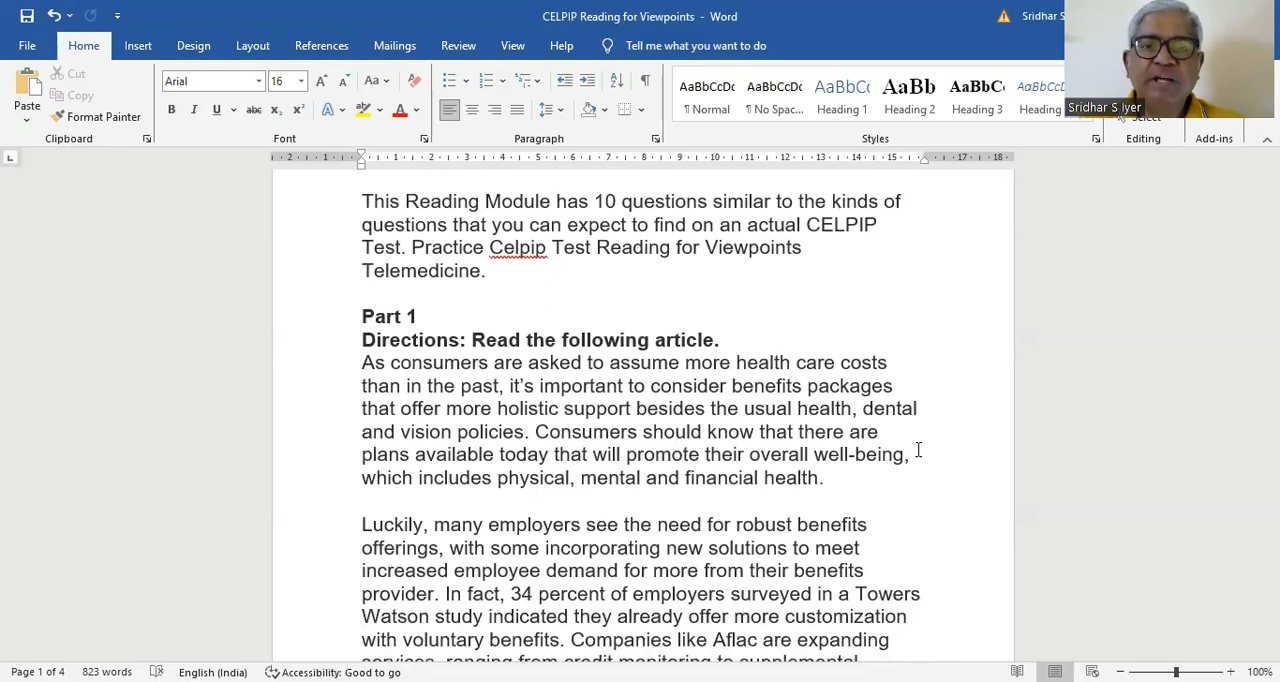 CELPIP Reading for Viewpoints - Word
Sridhar S
File Home Insert Design Layout References Mailings Review View Help Tell me what you want to do
Paste
Cut
Copy
Format Painter
Clipboard
Arial 16
Font
Paragraph
AaBbCcDc AaBbCcDc AaBbCc AaBb AaBbC AaBbCcDc
¶ Normal ¶ No Spac... Heading 1 Heading 2 Heading 3 Heading
Styles
Select
Editing
Add-ins
Sridhar S Iyer
This Reading Module has 10 questions similar to the kinds of
questions that you can expect to find on an actual CELPIP
Test. Practice Celpip Test Reading for Viewpoints
Telemedicine.
Part 1
Directions: Read the following article.
As consumers are asked to assume more health care costs
than in the past, it’s important to consider benefits packages
that offer more holistic support besides the usual health, dental
and vision policies. Consumers should know that there are
plans available today that will promote their overall well-being,
which includes physical, mental and financial health.
Luckily, many employers see the need for robust benefits
offerings, with some incorporating new solutions to meet
increased employee demand for more from their benefits
provider. In fact, 34 percent of employers surveyed in a Towers
Watson study indicated they already offer more customization
with voluntary benefits. Companies like Aflac are expanding
services, ranging from credit monitoring to supplemental
Page 1 of 4 823 words English (India) Accessibility: Good to go 100%